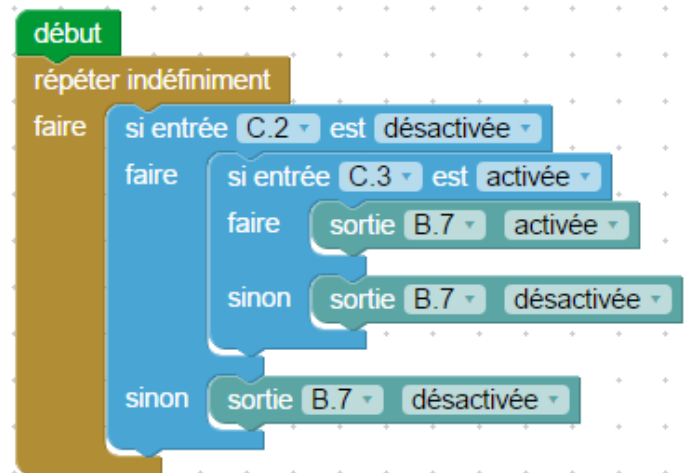 début
répéter indéfiniment
faire si entrée C.2 est désactivée
faire si entrée C.3 est activée
faire sortie B.7 activée
sinon sortie B.7 désactivée
sinon sortie B.7 désactivée